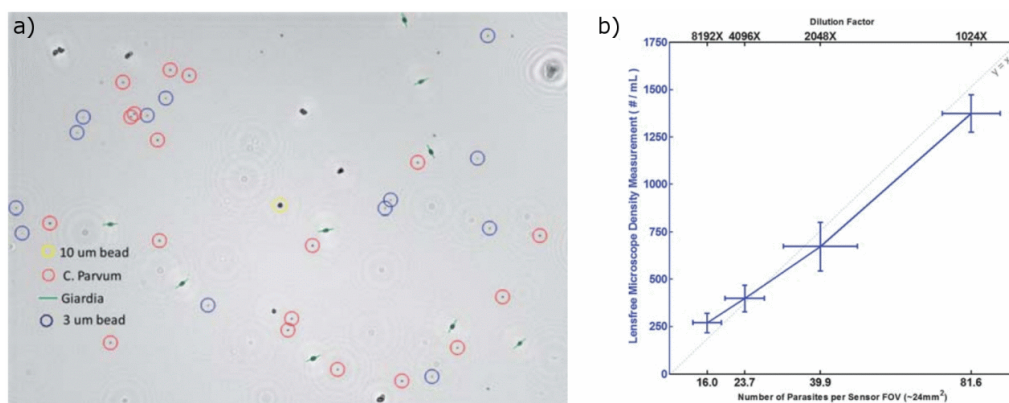 a)
10 um bead
C. Parvum
Giardia
3 um bead
b)
Dilution Factor
8192X 4096X 2048X 1024X
1750
1500
1250
1000
750
500
250
0
Lensfree Microscope Density Measurement ( # / mL )
y = x
16.0 23.7 39.9 81.6
Number of Parasites per Sensor FOV (~24mm²)